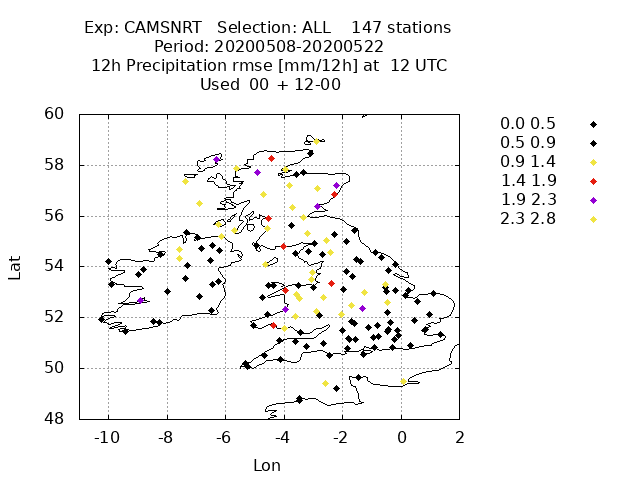 Exp: CAMSNRT   Selection: ALL    147 stations
Period: 20200508-20200522
12h Precipitation rmse [mm/12h] at  12 UTC
Used  00 + 12-00
60
58
56
54
52
50
48
Lat
-10 -8 -6 -4 -2 0 2
Lon
0.0 0.5
0.5 0.9
0.9 1.4
1.4 1.9
1.9 2.3
2.3 2.8